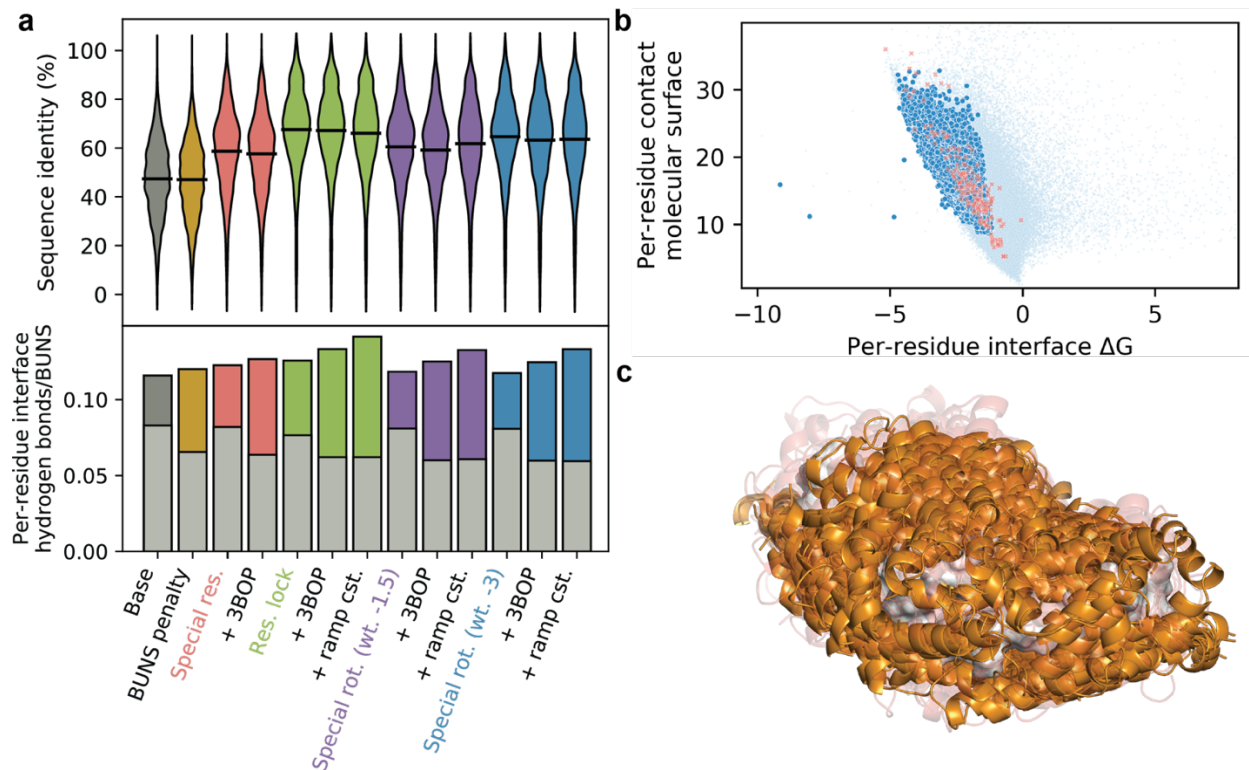 a
Sequence identity (%)
100
80
60
40
20
0
Per-residue interface
hydrogen bonds/BUNS
0.10
0.05
0.00
Base
BUNS penalty
Special res.
+ 3BOP
Res. lock
+ 3BOP
+ ramp cst.
Special rot. (wt. -1.5)
+ 3BOP
+ ramp cst.
Special rot. (wt. -3)
+ 3BOP
+ ramp cst.
b
Per-residue contact
molecular surface
30
20
10
−10
−5
0
5
Per-residue interface ΔG
c